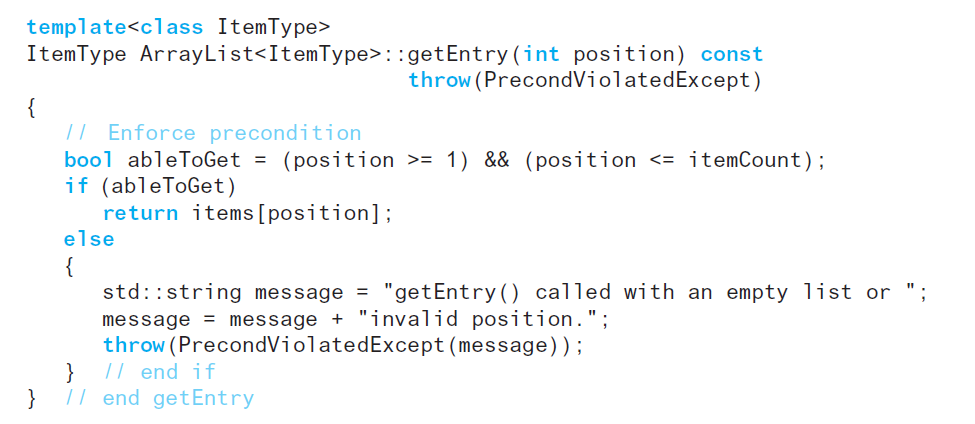 template<class ItemType>
ItemType ArrayList<ItemType>::getEntry(int position) const
                              throw(PrecondViolatedExcept)
{
   // Enforce precondition
   bool ableToGet = (position >= 1) && (position <= itemCount);
   if (ableToGet)
      return items[position];
   else
   {
      std::string message = "getEntry() called with an empty list or ";
      message = message + "invalid position.";
      throw(PrecondViolatedExcept(message));
   }  // end if
}  // end getEntry